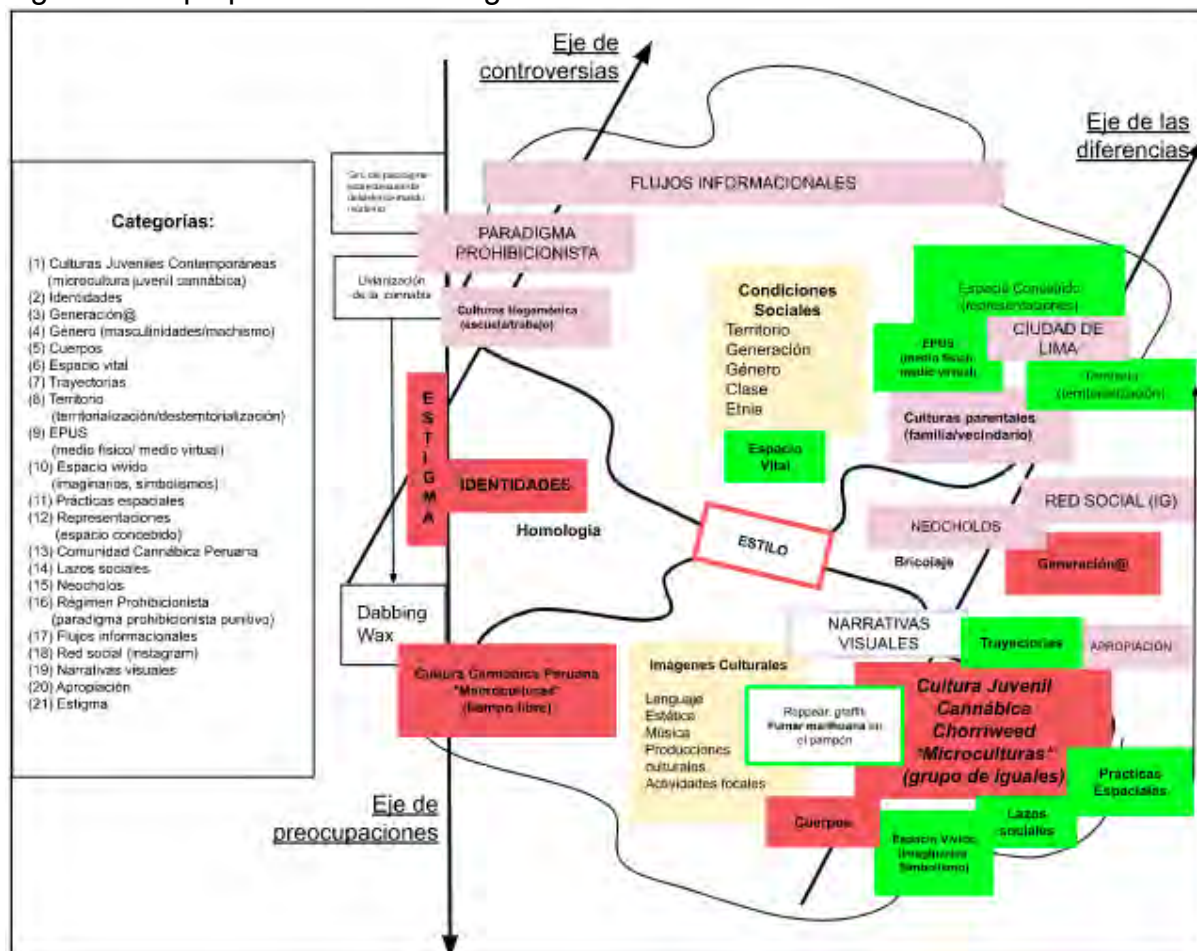 Eje de
controversias
Eje de las
diferencias
FLUJOS INFORMACIONALES
Categorías:
(1) Culturas Juveniles Contemporáneas
(microcultura juvenil cannábica)
(2) Identidades
(3) Generación@
(4) Género (masculinidades/machismo)
(5) Cuerpos
(6) Espacio vital
(7) Trayectorias
(8) Territorio
(territorialización/desterritorialización)
(9) EPUS
(medio físico/ medio virtual)
(10) Espacio vivido
(imaginarios, simbolismos)
(11) Prácticas espaciales
(12) Representaciones
(espacio concebido)
(13) Comunidad Cannábica Peruana
(14) Lazos sociales
(15) Neocholos
(16) Régimen Prohibicionista
(paradigma prohibicionista punitivo)
(17) Flujos informacionales
(18) Red social (instagram)
(19) Narrativas visuales
(20) Apropiación
(21) Estigma
PARADIGMA
PROHIBICIONISTA
de la cannabis
Culturas Hegemónica
(escuela/trabajo)
Condiciones
Sociales
Territorio
Generación
Género
Clase
Etnia
Espacio
Vital
Espacio Concebido
(representaciones)
EPUS
(medio físico/
medio virtual)
CIUDAD DE
LIMA
Territorio
(territorialización)
Culturas parentales
(familia/vecindario)
ESTIGMA
IDENTIDADES
Homología
ESTILO
RED SOCIAL (IG)
NEOCHOLOS
Bricolaje
Generación@
Dabbing
Wax
NARRATIVAS
VISUALES
Trayectorias
APROPIACIÓN
Cultura Cannábica Peruana
"Microculturas"
(tiempo libre)
Imágenes Culturales
Lenguaje
Estética
Música
Producciones
culturales
Actividades focales
Rappear, graffiti
Fumar marihuana en
el pampón
Cultura Juvenil
Cannábica
Chorriweed
"Microculturas"
(grupo de iguales)
Prácticas
Espaciales
Lazos
sociales
Cuerpos
Espacio Vivido
Simbolismo)
Eje de
preocupaciones